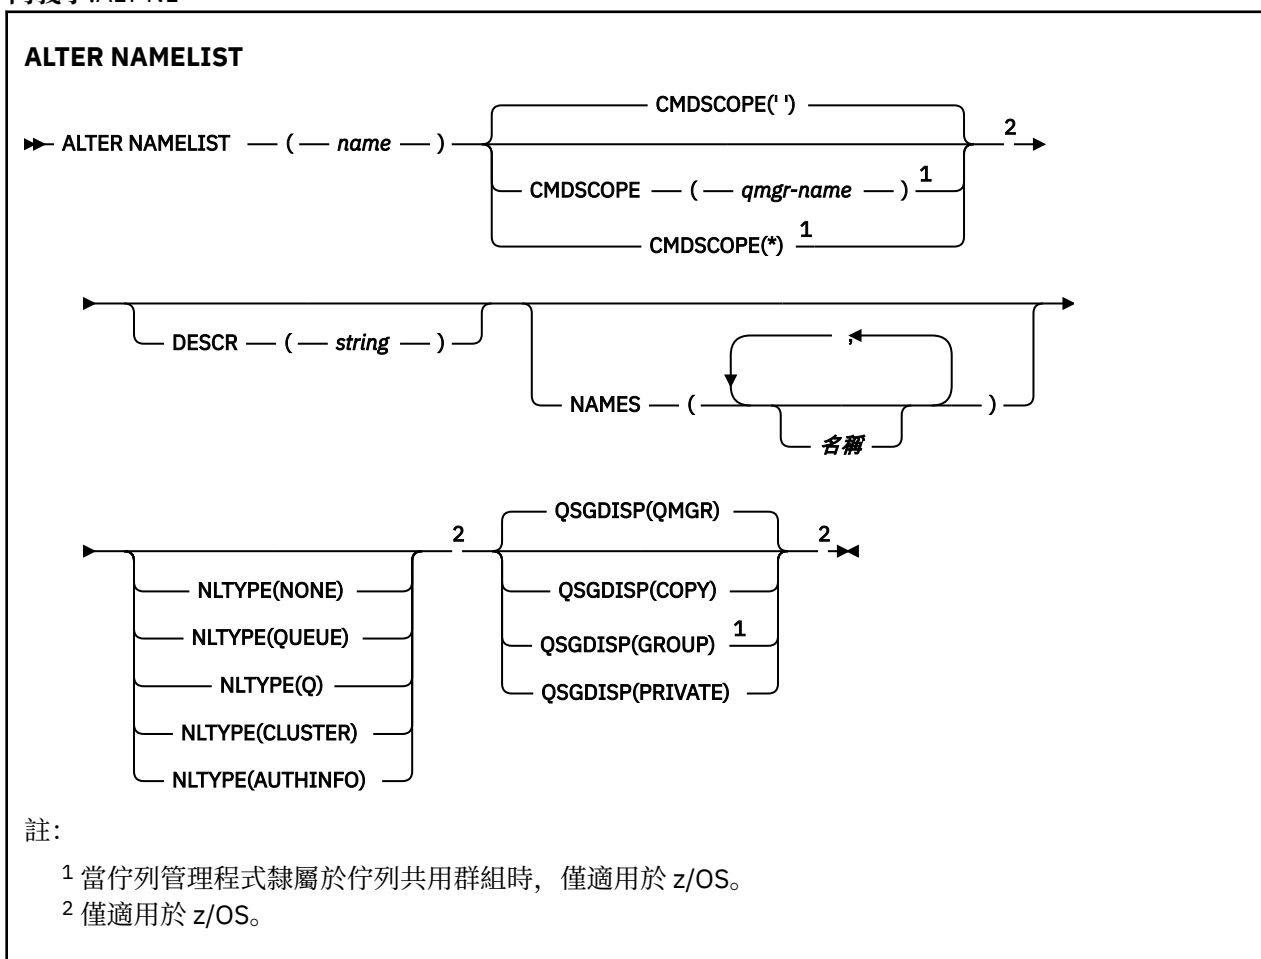 ALTER NAMELIST
CMDSCOPE(' ')
ALTER NAMELIST ( name ) 2
CMDSCOPE ( qmgr-name ) 1
CMDSCOPE(*) 1
DESCR ( string )
,
NAMES ( )
名稱
QSGDISP(QMGR)
2 2
NLTYPE(NONE) QSGDISP(COPY)
NLTYPE(QUEUE) QSGDISP(GROUP) 1
NLTYPE(Q) QSGDISP(PRIVATE)
NLTYPE(CLUSTER)
NLTYPE(AUTHINFO)
註：
1 當佇列管理程式隸屬於佇列共用群組時，僅適用於 z/OS。
2 僅適用於 z/OS。